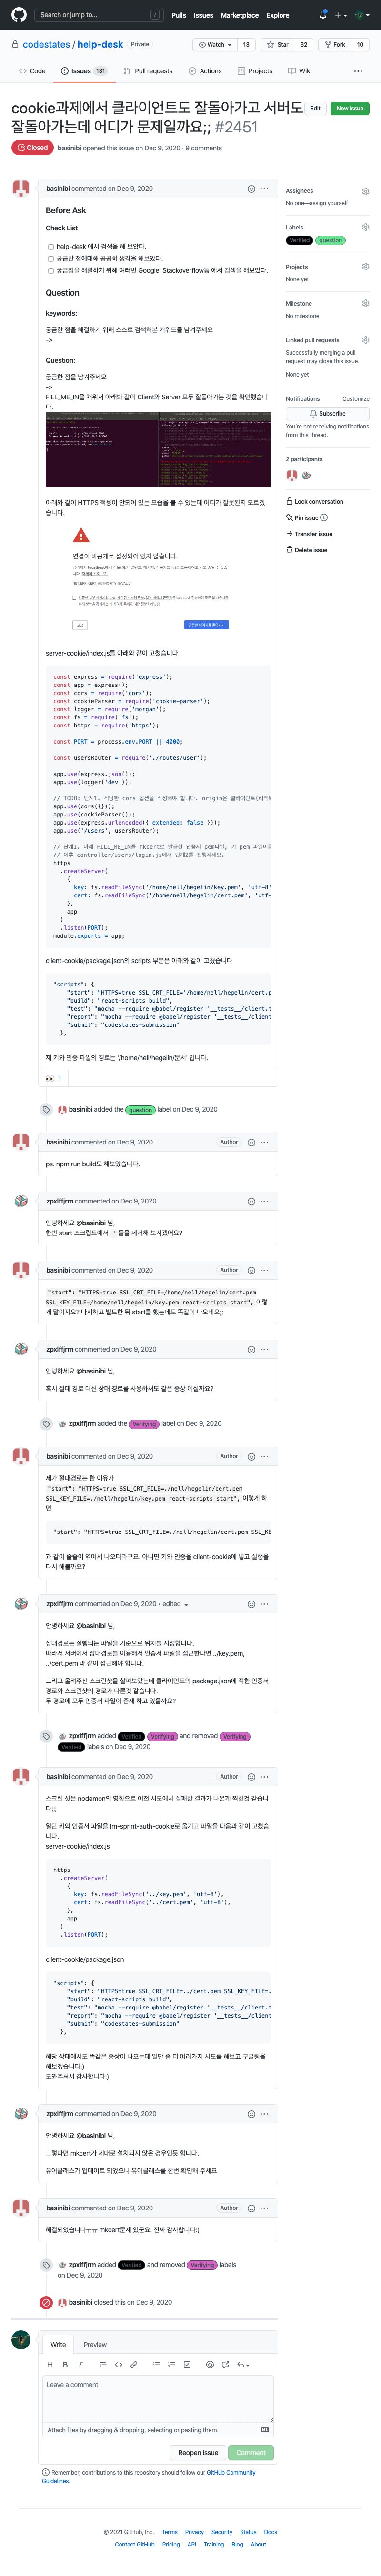 Search or jump to...
/
Pulls Issues Marketplace Explore
codestates / help-desk Private
Watch 13 Star 32 Fork 10
Code Issues 131 Pull requests Actions Projects Wiki
cookie과제에서 클라이언트도 돌아가고 서버도
잘돌아가는데 어디가 문제일까요;; #2451
Edit New issue
Closed basinibi opened this issue on Dec 9, 2020 · 9 comments
basinibi commented on Dec 9, 2020
Before Ask
Check List
help-desk 에서 검색을 해 보았다.
궁금한 점에대해 곰곰히 생각을 해보았다.
궁금점을 해결하기 위해 여러번 Google, Stackoverflow등 에서 검색을 해보았다.
Question
keywords:
궁금한 점을 해결하기 위해 스스로 검색해본 키워드를 남겨주세요
->
Question:
궁금한 점을 남겨주세요
->
FILL_ME_IN을 채워서 아래봐 같이 Client와 Server 모두 잘돌아가는 것을 확인했습니
다.
아래와 같이 HTTPS 적용이 안되어 있는 모습을 볼 수 있는데 어디가 잘못된지 모르겠
습니다.
연결이 비공개로 설정되어 있지 않습니다.
server-cookie/index.js를 아래와 같이 고쳤습니다
const express = require('express');
const app = express();
const cors = require('cors');
const cookieParser = require('cookie-parser');
const logger = require('morgan');
const fs = require('fs');
const https = require('https');
const PORT = process.env.PORT || 4000;
const usersRouter = require('./routes/user');
app.use(express.json());
app.use(logger('dev'));
// TODO: 단계1. 적당한 cors 옵션을 작성해야 합니다. origin은 클라이언트(리액트
app.use(cors({}));
app.use(cookieParser());
app.use(express.urlencoded({ extended: false }));
app.use('/users', usersRouter);
// 단계1. 아래 FILL_ME_IN을 mkcert로 발급한 인증서 pem파일, 키 pem 파일이
// 이후 controller/users/login.js에서 단계2를 진행하세요.
https
.createServer(
{
key: fs.readFileSync('/home/nell/hegelin/key.pem', 'utf-8'
cert: fs.readFileSync('/home/nell/hegelin/cert.pem', 'utf-
},
app
)
.listen(PORT);
module.exports = app;
client-cookie/package.json의 scripts 부분은 아래와 같이 고쳤습니다
"scripts": {
"start": "HTTPS=true SSL_CRT_FILE='/home/nell/hegelin/cert.p
"build": "react-scripts build",
"test": "mocha --require @babel/register '__tests__/client.t
"report": "mocha --require @babel/register '__tests__/client
"submit": "codestates-submission"
},
제 키와 인증 파일의 경로는 '/home/nell/hegelin/문서' 입니다.
1
basinibi added the question label on Dec 9, 2020
basinibi commented on Dec 9, 2020 Author
ps. npm run build도 해보았습니다.
zpxlffjrm commented on Dec 9, 2020
안녕하세요 @basinibi 님,
한번 start 스크립트에서 ' 들을 제거해 보시겠어요?
basinibi commented on Dec 9, 2020 Author
"start": "HTTPS=true SSL_CRT_FILE=/home/nell/hegelin/cert.pem
SSL_KEY_FILE=/home/nell/hegelin/key.pem react-scripts start", 이렇
게 말이지요? 다시하고 빌드한 뒤 start를 했는데도 똑같이 나오네요;;
zpxlffjrm commented on Dec 9, 2020
안녕하세요 @basinibi 님,
혹시 절대 경로 대신 상대 경로를 사용하셔도 같은 증상 이실까요?
zpxlffjrm added the Verifying label on Dec 9, 2020
basinibi commented on Dec 9, 2020 Author
제가 절대경로는 한 이유가
"start": "HTTPS=true SSL_CRT_FILE=./nell/hegelin/cert.pem
SSL_KEY_FILE=./nell/hegelin/key.pem react-scripts start", 이렇게 하
면
"start": "HTTPS=true SSL_CRT_FILE=./nell/hegelin/cert.pem SSL_KE
과 같이 줄줄이 엮여서 나오더라구요. 아니면 키와 인증을 client-cookie에 넣고 실행을
다시 해볼까요?
zpxlffjrm commented on Dec 9, 2020 • edited
안녕하세요 @basinibi 님,
상대경로는 실행되는 파일을 기준으로 위치를 지정합니다.
따라서 서버에서 상대경로를 이용해서 인증서 파일을 접근한다면 ../key.pem,
../cert.pem 과 같이 접근해야 합니다.
그리고 올려주신 스크린샷을 살펴보았는데 클라이언트의 package.json에 적힌 인증서
경로와 스크린샷의 경로가 다른것 같습니다.
두 경로에 모두 인증서 파일이 존재 하고 있을까요?
zpxlffjrm added Verified Verifying and removed Verifying
Verified labels on Dec 9, 2020
basinibi commented on Dec 9, 2020 Author
스크린 샷은 nodemon의 영향으로 이전 시도에서 실패한 결과가 나온게 찍힌것 같습니
다;;;
일단 키와 인증서 파일을 Im-sprint-auth-cookie로 옮기고 파일을 다음과 같이 고쳤습니
다.
server-cookie/index.js
https
.createServer(
{
key: fs.readFileSync('../key.pem', 'utf-8'),
cert: fs.readFileSync('../cert.pem', 'utf-8'),
},
app
)
.listen(PORT);
client-cookie/package.json
"scripts": {
"start": "HTTPS=true SSL_CRT_FILE=../cert.pem SSL_KEY_FILE=.
"build": "react-scripts build",
"test": "mocha --require @babel/register '__tests__/client.t
"report": "mocha --require @babel/register '__tests__/client
"submit": "codestates-submission"
},
해당 상태에서도 똑같은 증상이 나오는데 일단 좀 더 여러가지 시도를 해보고 구글링을
해보겠습니다:)
도와주셔서 감사합니다:)
zpxlffjrm commented on Dec 9, 2020
안녕하세요 @basinibi 님,
그렇다면 mkcert가 제대로 설치되지 않은 경우인듯 합니다.
유어클래스가 업데이트 되었으니 유어클래스를 한번 확인해 주세요
basinibi commented on Dec 9, 2020 Author
해결되었습니다ㅠㅠ mkcert문제 였군요. 진짜 감사합니다:)
zpxlffjrm added Verified and removed Verifying labels
on Dec 9, 2020
basinibi closed this on Dec 9, 2020
Write Preview
Leave a comment
Attach files by dragging & dropping, selecting or pasting them.
Reopen issue Comment
Remember, contributions to this repository should follow our GitHub Community
Guidelines.
Assignees
No one—assign yourself
Labels
Verified question
Projects
None yet
Milestone
No milestone
Linked pull requests
Successfully merging a pull
request may close this issue.
None yet
Notifications Customize
Subscribe
You're not receiving notifications
from this thread.
2 participants
Lock conversation
Pin issue
Transfer issue
Delete issue
© 2021 GitHub, Inc. Terms Privacy Security Status Docs
Contact GitHub Pricing API Training Blog About